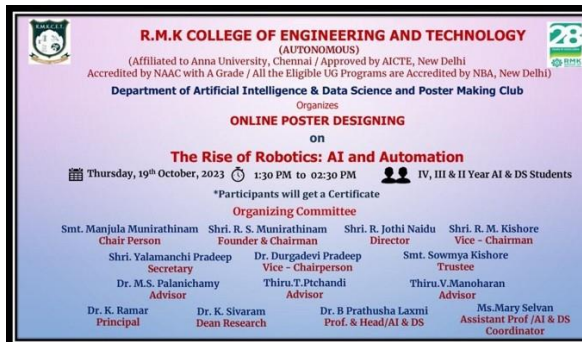 R.M.K.C.E.T.
R.M.K COLLEGE OF ENGINEERING AND TECHNOLOGY
28
RMK
(AUTONOMOUS)
(Affiliated to Anna University, Chennai / Approved by AICTE, New Delhi
Accredited by NAAC with A Grade / All the Eligible UG Programs are Accredited by NBA, New Delhi)
Department of Artificial Intelligence & Data Science and Poster Making Club
Organizes
ONLINE POSTER DESIGNING
on
The Rise of Robotics: AI and Automation
Thursday, 19th October, 2023 1:30 PM to 02:30 PM IV, III & II Year AI & DS Students
*Participants will get a Certificate
Organizing Committee
Smt. Manjula Munirathinam Shri. R. S. Munirathinam Shri. R. Jothi Naidu Shri. R. M. Kishore
Chair Person Founder & Chairman Director Vice - Chairman
Shri. Yalamanchi Pradeep Dr. Durgadevi Pradeep Smt. Sowmya Kishore
Secretary Vice - Chairperson Trustee
Dr. M.S. Palanichamy Thiru.T.Ptchandi Thiru.V.Manoharan
Advisor Advisor Advisor
Dr. K. Ramar Dr. K. Sivaram Dr. B Prathusha Laxmi Ms.Mary Selvan
Principal Dean Research Prof. & Head/AI & DS Assistant Prof /AI & DS
Coordinator